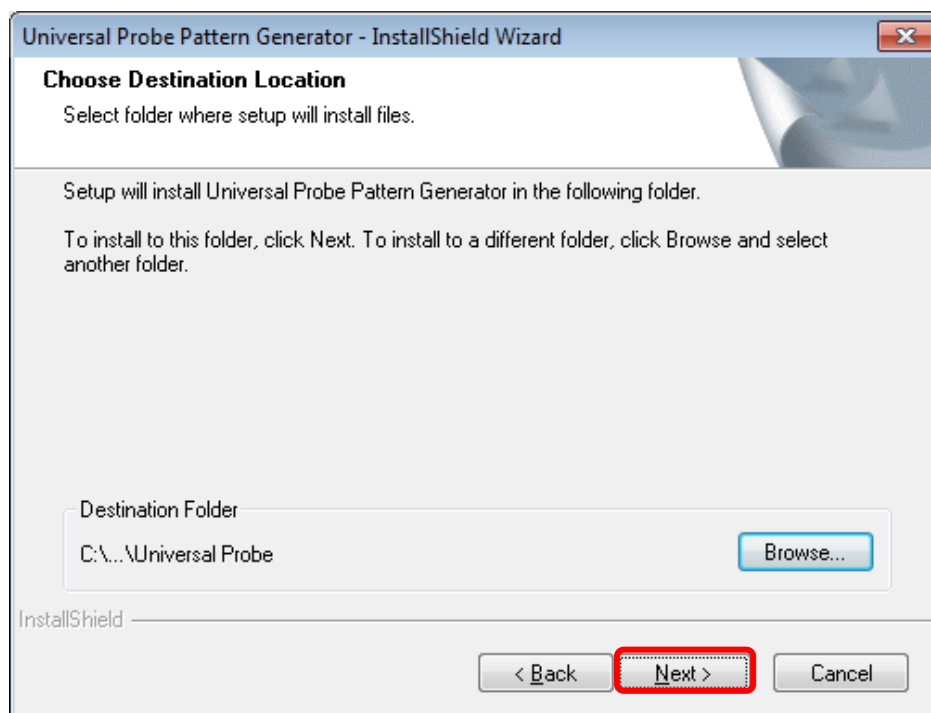 Universal Probe Pattern Generator - InstallShield Wizard
Choose Destination Location
Select folder where setup will install files.
Setup will install Universal Probe Pattern Generator in the following folder.
To install to this folder, click Next. To install to a different folder, click Browse and select
another folder.
Destination Folder
C:\...\Universal Probe
Browse...
InstallShield
< Back
Next >
Cancel